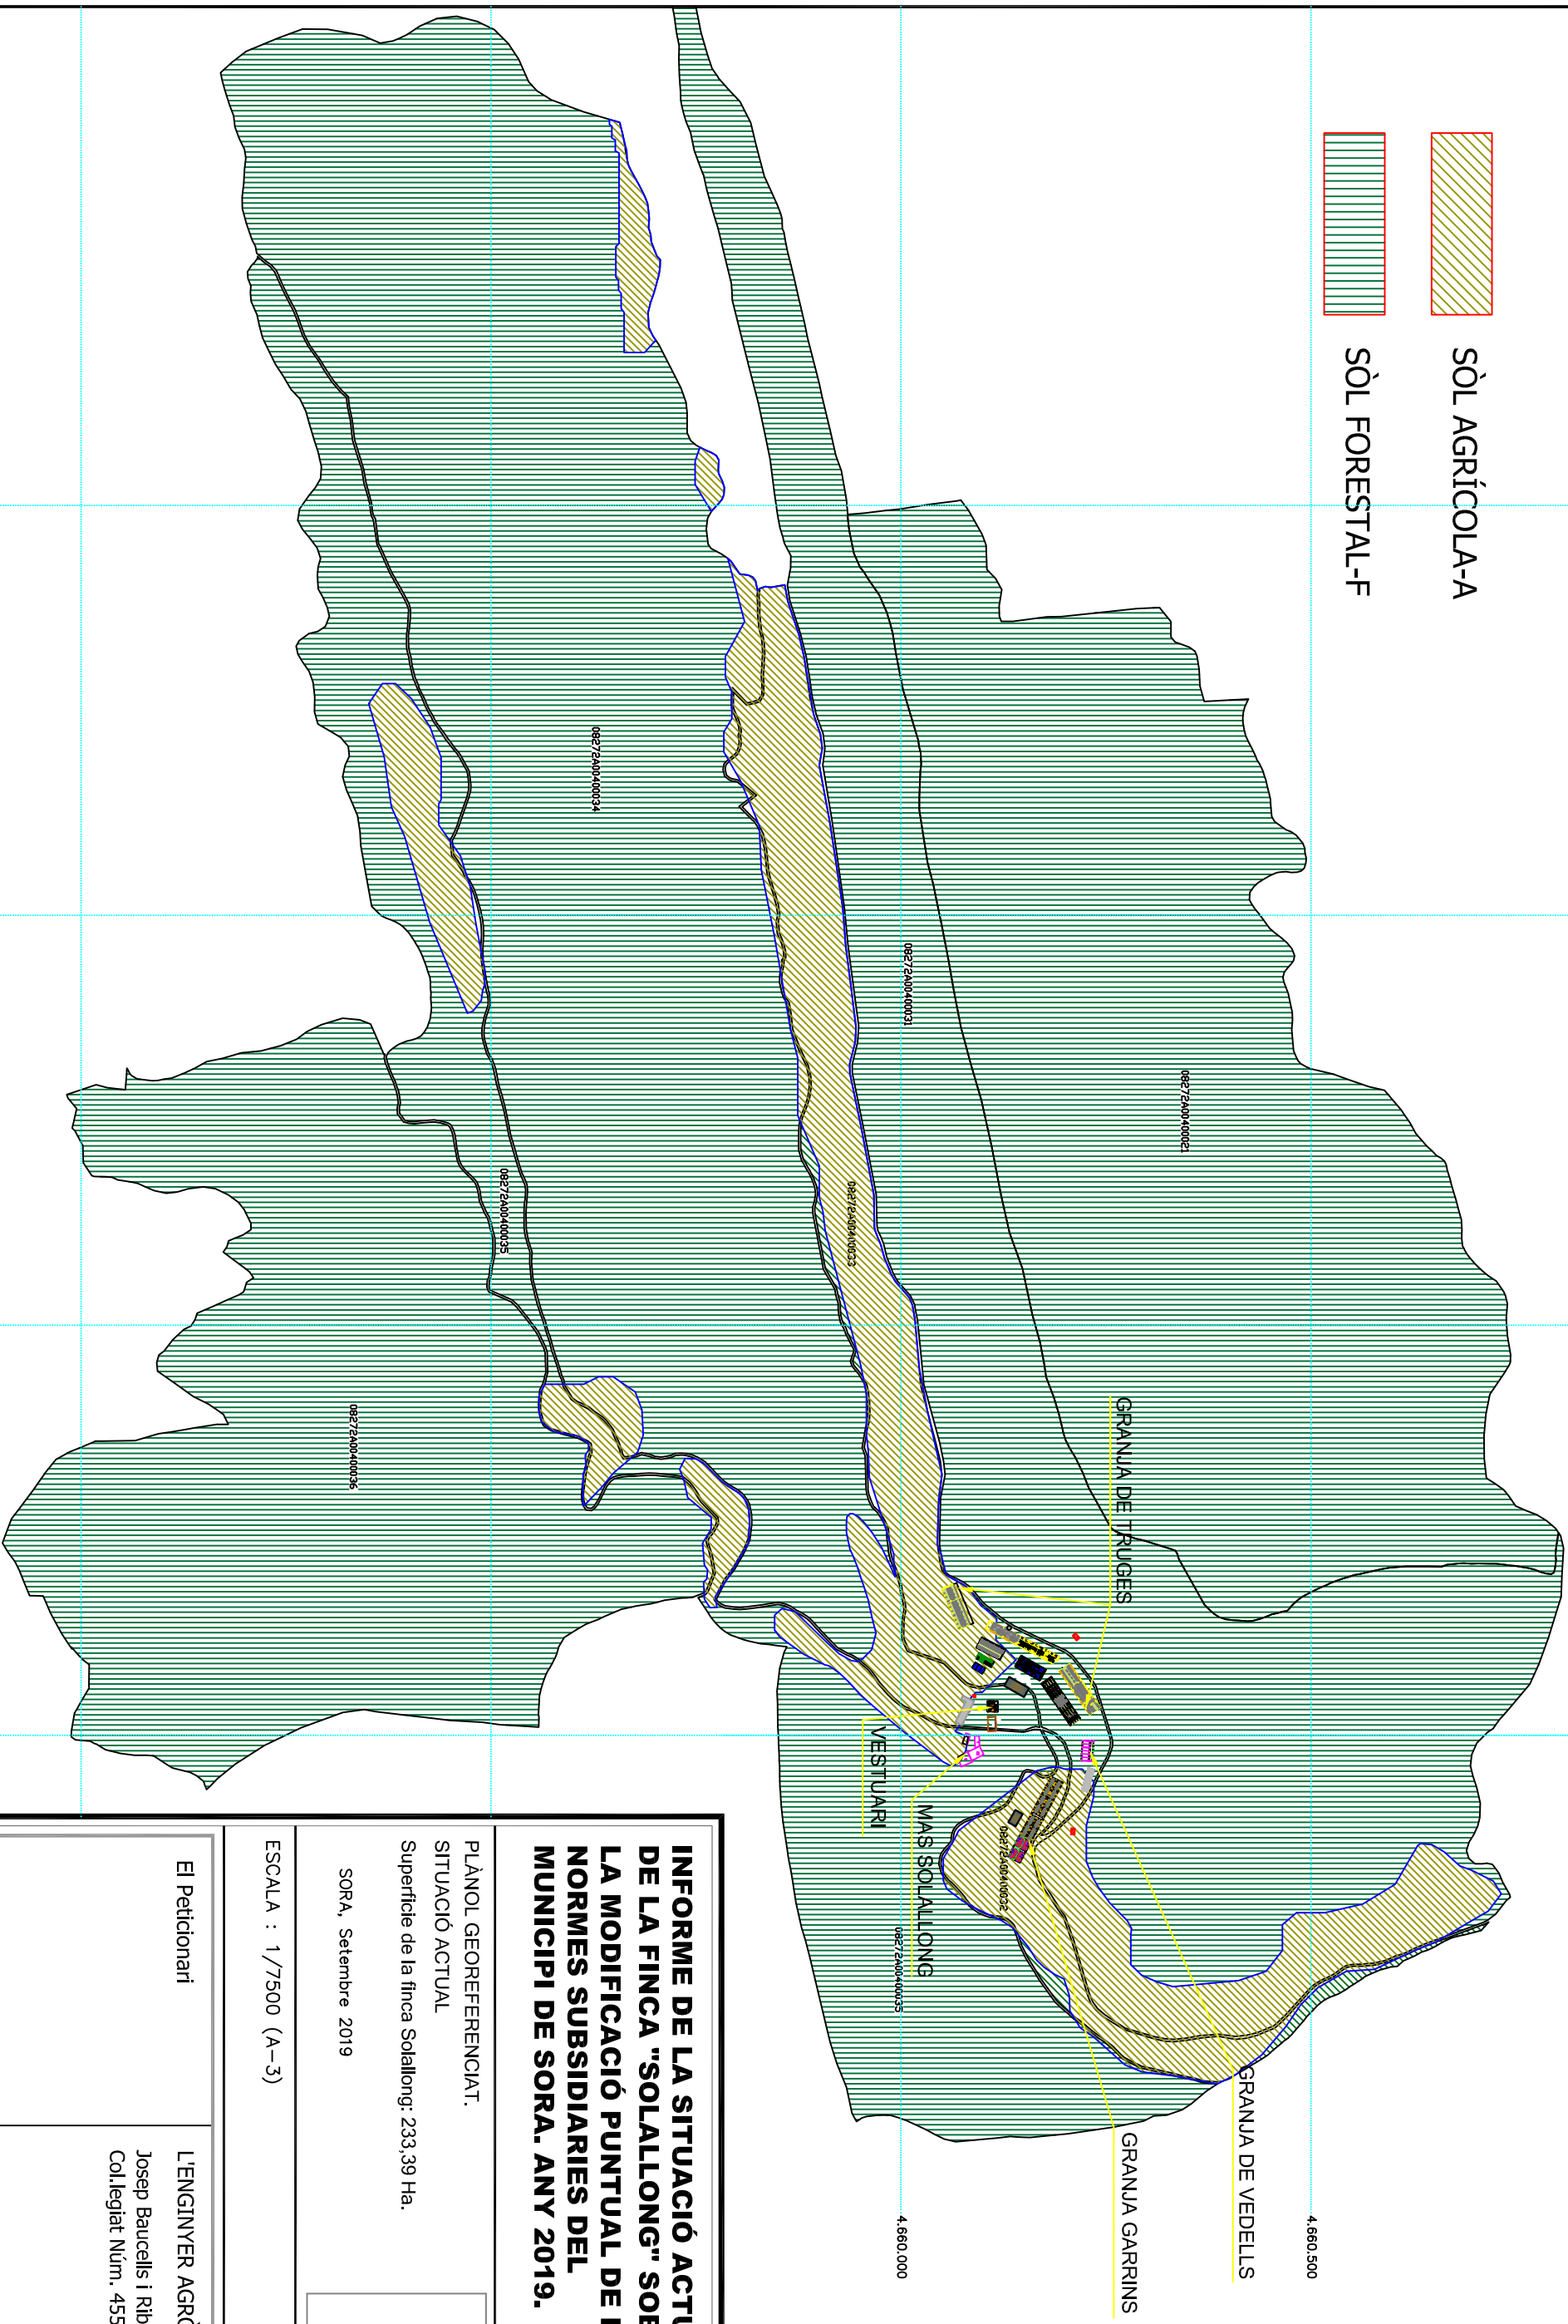 SÒL AGRÍCOLA-A
SÒL FORESTAL-F
4.660.500
4.660.000
08272A00400021
08272A00400031
08272A00400033
08272A00400034
08272A00400035
08272A00400036
08272A00400032
08272A00400035
GRANJA DE TRUGES
GRANJA DE VEDELLS
GRANJA GARRINS
MAS SOLALLONG
VESTUARI
INFORME DE LA SITUACIÓ ACTU
DE LA FINCA "SOLALLONG" SOB
LA MODIFICACIÓ PUNTUAL DE
NORMES SUBSIDIARIES DEL
MUNICIPI DE SORA. ANY 2019.
PLÀNOL GEOREFERENCIAT.
SITUACIÓ ACTUAL
Superfície de la finca Solallong: 233,39 Ha.
SORA, Setembre 2019
ESCALA : 1/7500 (A-3)
El Peticionari
L'ENGINYER AGRÒ
Josep Baucells i Rib
Col.legiat Núm. 455